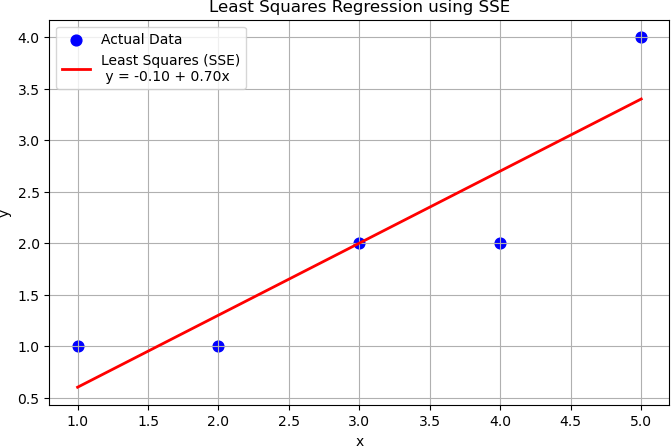 Least Squares Regression using SSE
Actual Data
Least Squares (SSE)
y = -0.10 + 0.70x
4.0
3.5
3.0
2.5
2.0
1.5
1.0
0.5
y
1.0 1.5 2.0 2.5 3.0 3.5 4.0 4.5 5.0
x